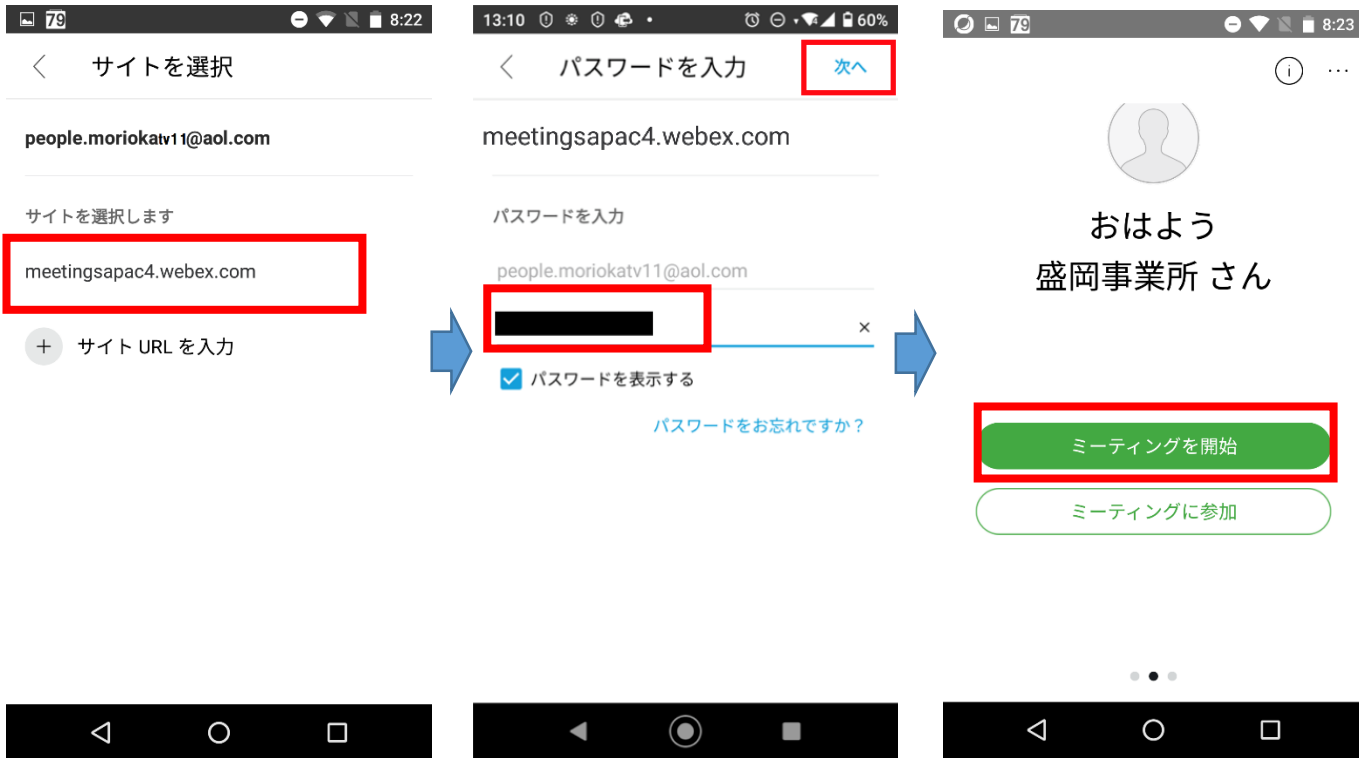 79
8:22
サイトを選択
people.moriokatv11@aol.com
サイトを選択します
meetingsapac4.webex.com
+ サイト URL を入力
13:10
60%
パスワードを入力
次へ
meetingsapac4.webex.com
パスワードを入力
people.moriokatv11@aol.com
×
パスワードを表示する
パスワードをお忘れですか？
79
8:23
i ...
おはよう
盛岡事業所 さん
ミーティングを開始
ミーティングに参加